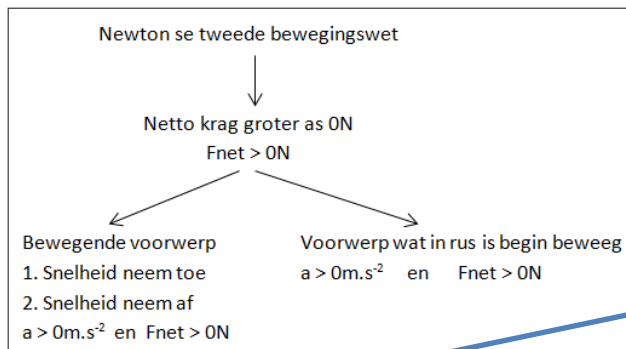 Newton se tweede bewegingswet
Netto krag groter as 0N
Fnet > 0N
Bewegende voorwerp
1. Snelheid neem toe
2. Snelheid neem af
a > 0m.s⁻² en Fnet > 0N
Voorwerp wat in rus is begin beweeg
a > 0m.s⁻² en Fnet > 0N